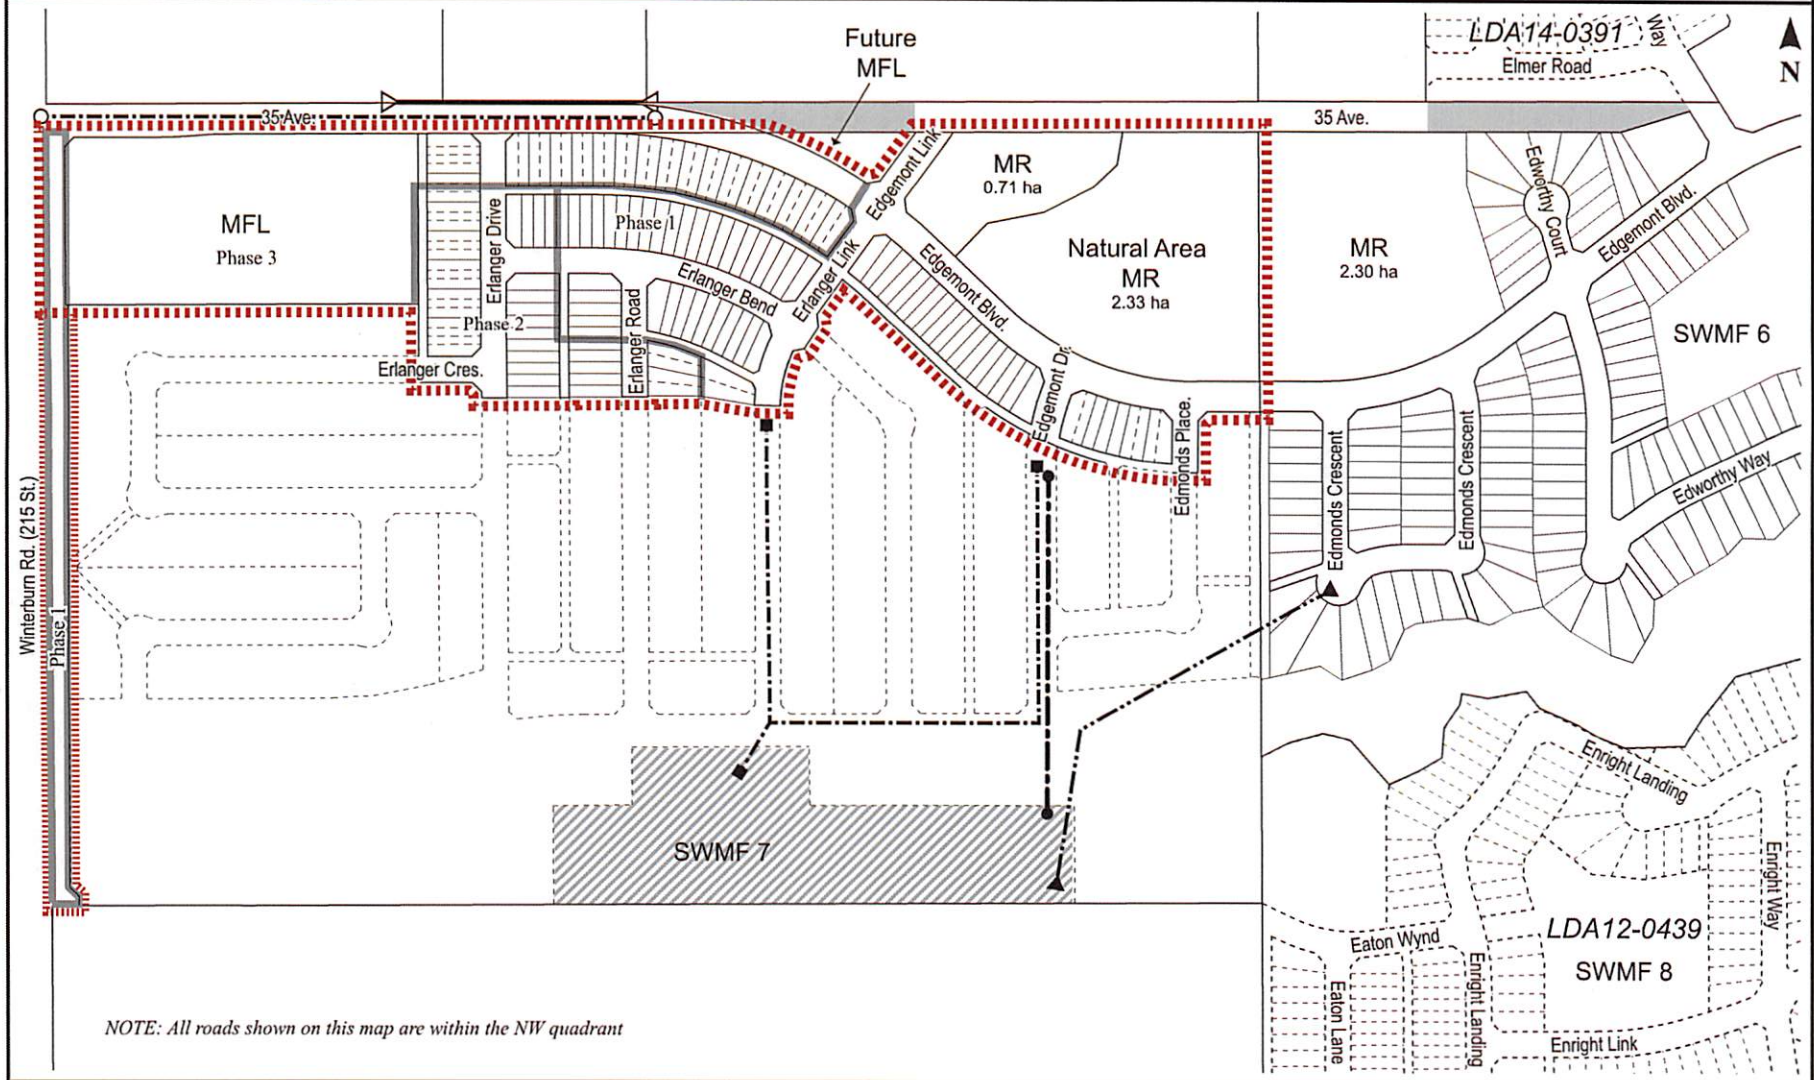 LDA14-0391
Way
Elmer Road
N
Future
MFL
35 Ave.
35 Ave.
MR
0.71 ha
Edgemont Link
Edworthy Court
Edgemont Blvd.
MFL
Phase 3
Erlanger Drive
Phase 1
Erlanger Link
Erlanger Bend
Edgemont Blvd.
Natural Area
MR
2.33 ha
MR
2.30 ha
SWMF 6
Phase 2
Erlanger Road
Erlanger Cres.
Edgemont Dr.
Edmonds Place.
Edmonds Crescent
Edmonds Crescent
Edworthy Way
Winterburn Rd. (215 St.)
Phase 1
SWMF 7
Enright Landing
Enright Way
LDA12-0439
SWMF 8
Eaton Wynd
Eaton Lane
Enright Landing
Enright Link
NOTE: All roads shown on this map are within the NW quadrant